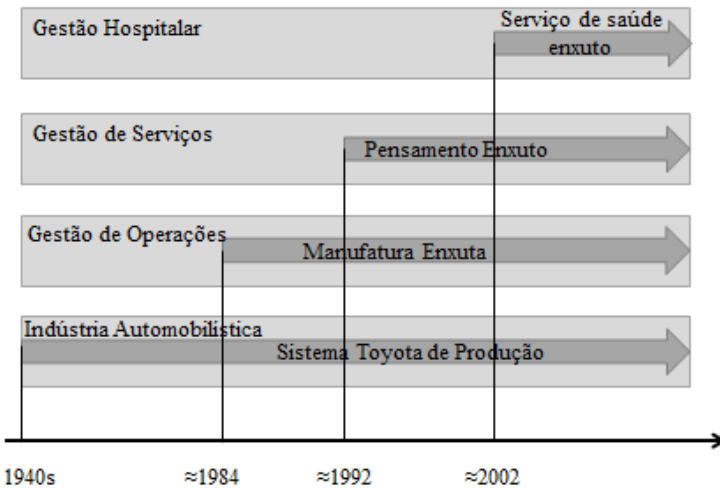 Gestão Hospitalar
Serviço de saúde
enxuto
Gestão de Serviços
Pensamento Enxuto
Gestão de Operações
Manufatura Enxuta
Indústria Automobilística
Sistema Toyota de Produção
1940s
≈1984
≈1992
≈2002